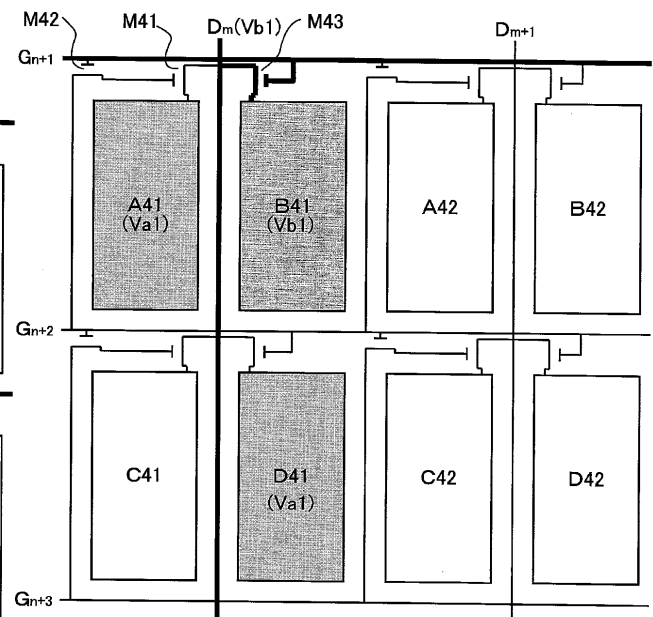 M42 M41 Dm(Vb1) M43 Dm+1
Gn+1
A41 B41 A42 B42
(Va1) (Vb1)
Gn+2
C41 D41 C42 D42
(Va1)
Gn+3